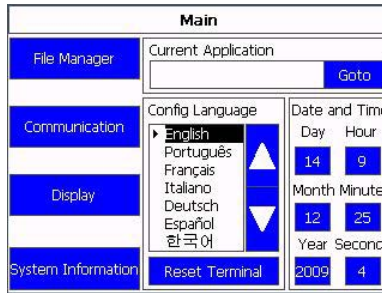 Main
File Manager
Communication
Display
System Information
Current Application
Goto
Config Language
English
Português
Français
Italiano
Deutsch
Español
한국어
Reset Terminal
Date and Time
Day Hour
14 9
Month Minute
12 25
Year Second
2009 4